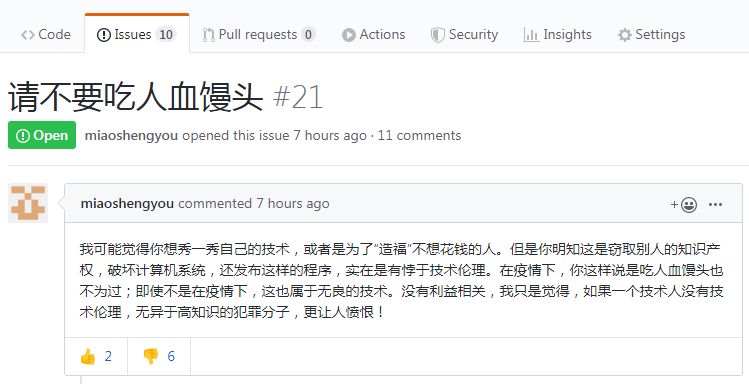 Code Issues 10 Pull requests 0 Actions Security Insights Settings
请不要吃人血馒头 #21
Open miaoshengyou opened this issue 7 hours ago · 11 comments
miaoshengyou commented 7 hours ago
我可能觉得你想秀一秀自己的技术，或者是为了“造福”不想花钱的人。但是你明知这是窃取别人的知识产
权，破坏计算机系统，还发布这样的程序，实在是有悖于技术伦理。在疫情下，你这样说是吃人血馒头也
不为过；即使不是在疫情下，这也属于无良的技术。没有利益相关，我只是觉得，如果一个技术人没有技
术伦理，无异于高知识的犯罪分子，更让人愤恨！
👍 2 👎 6